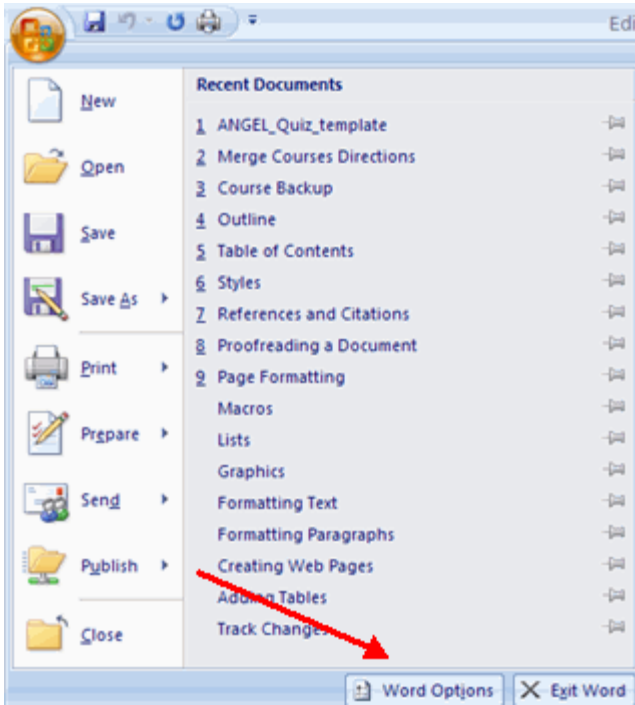 Edi
New
Open
Save
Save As
Print
Prepare
Send
Publish
Close
Recent Documents
1 ANGEL_Quiz_template
2 Merge Courses Directions
3 Course Backup
4 Outline
5 Table of Contents
6 Styles
7 References and Citations
8 Proofreading a Document
9 Page Formatting
Macros
Lists
Graphics
Formatting Text
Formatting Paragraphs
Creating Web Pages
Adding Tables
Track Changes
Word Options
Exit Word